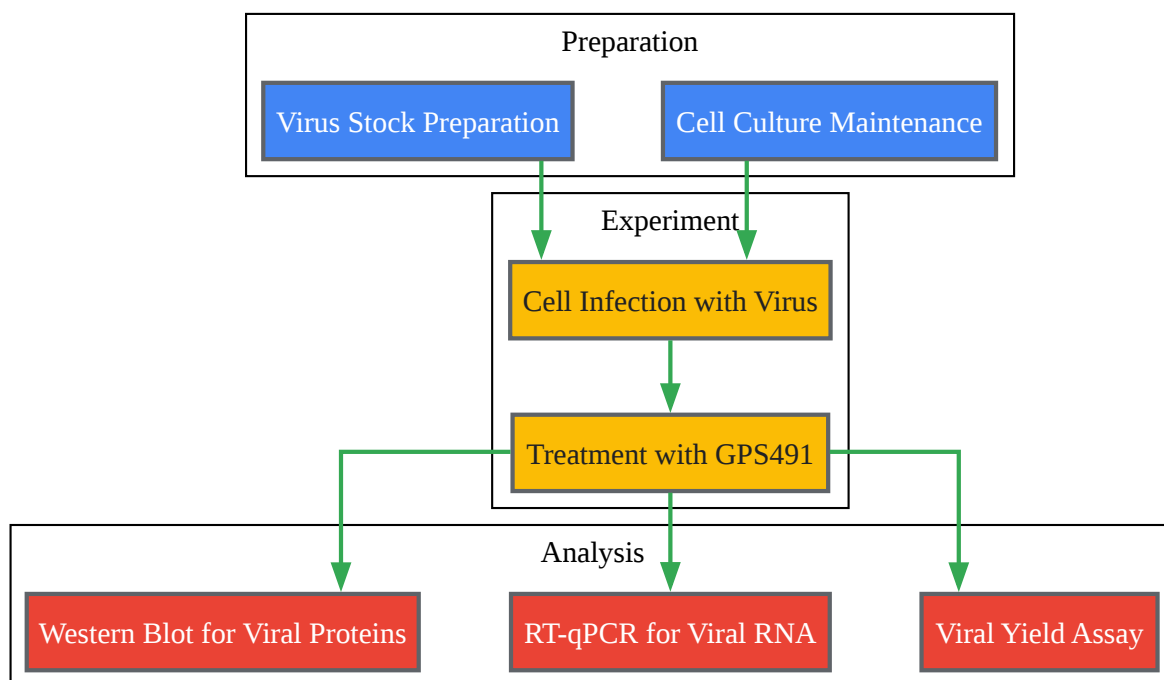 Preparation
Virus Stock Preparation
Cell Culture Maintenance
Experiment
Cell Infection with Virus
Treatment with GPS491
Analysis
Western Blot for Viral Proteins
RT-qPCR for Viral RNA
Viral Yield Assay